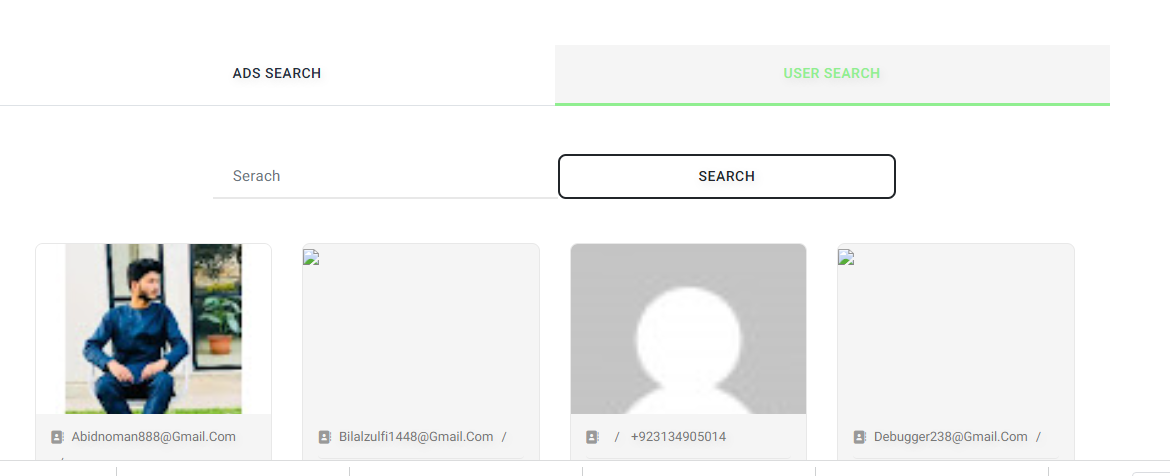 ADS SEARCH
USER SEARCH
Serach
SEARCH
Abidnoman888@Gmail.Com
Bilalzulfi1448@Gmail.Com /
/ +923134905014
Debugger238@Gmail.Com /